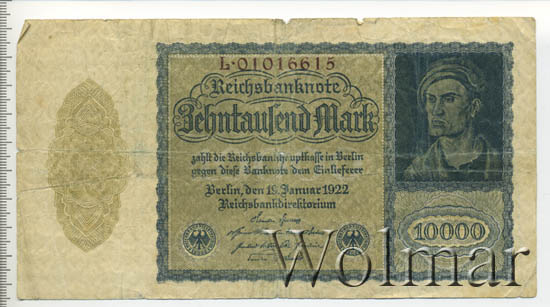 L·01016615
Reichsbanknote
Zehntausend Mark
zahlt die Reichsbankhauptkasse in Berlin
gegen diese Banknote dem Einlieferer
Berlin, den 19. Januar 1922
Reichsbankdirektorium
10000
Wolmar